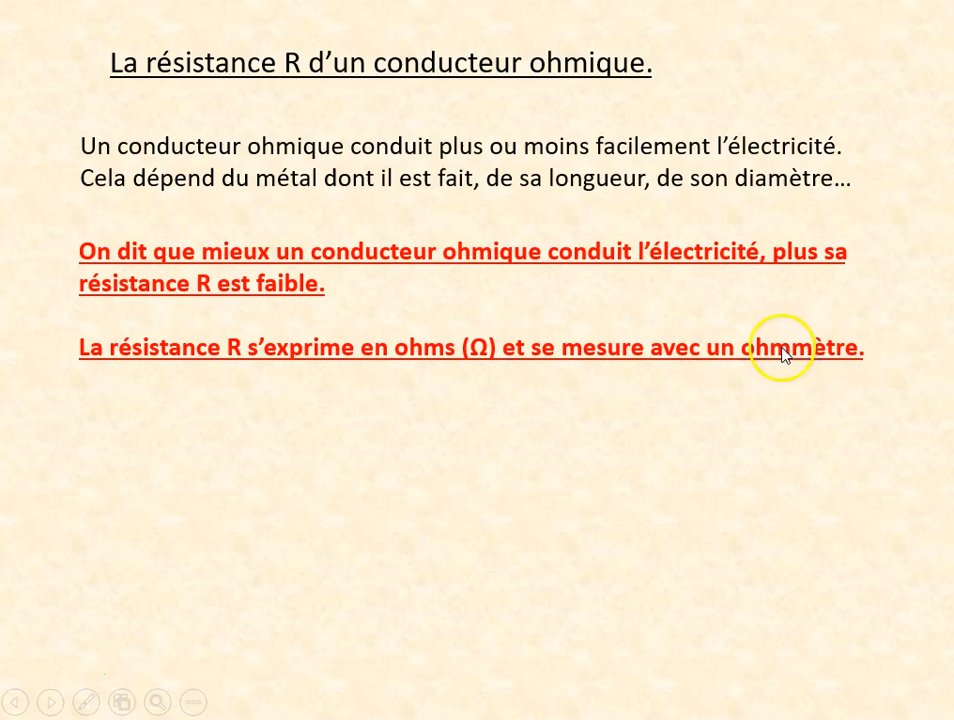 La résistance R d’un conducteur ohmique.
Un conducteur ohmique conduit plus ou moins facilement l’électricité.
Cela dépend du métal dont il est fait, de sa longueur, de son diamètre…
On dit que mieux un conducteur ohmique conduit l’électricité, plus sa
résistance R est faible.
La résistance R s’exprime en ohms (Ω) et se mesure avec un ohmmètre.